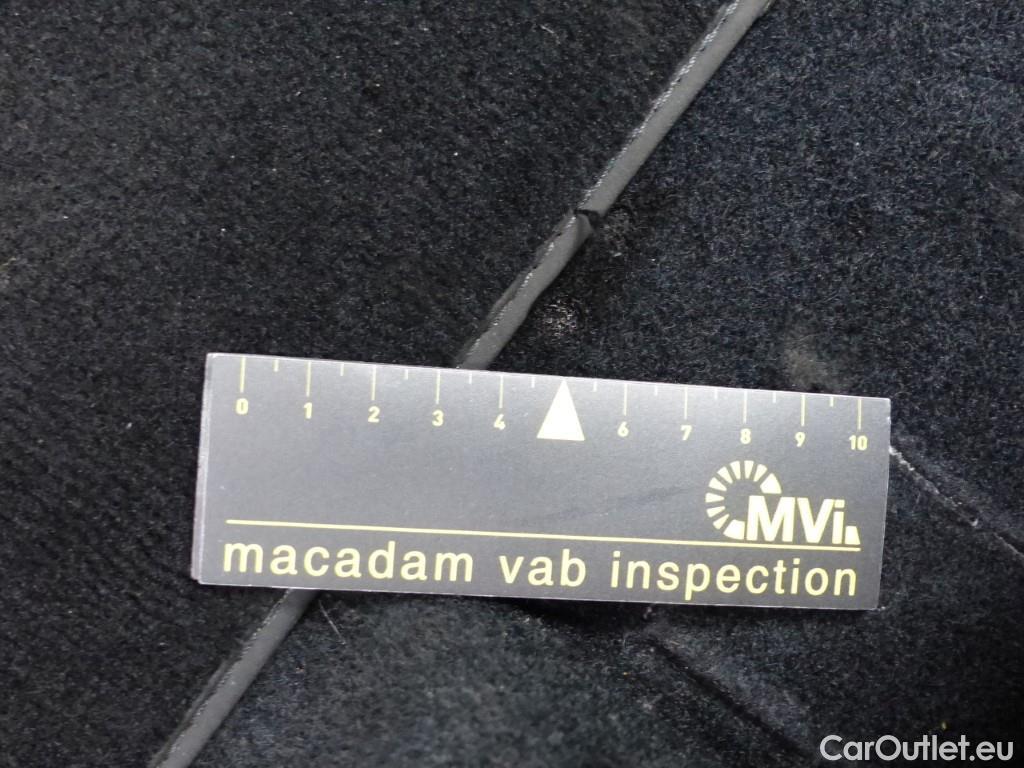 0 1 2 3 4 6 7 8 9 10
MVi
macadam vab inspection
CarOutlet.eu